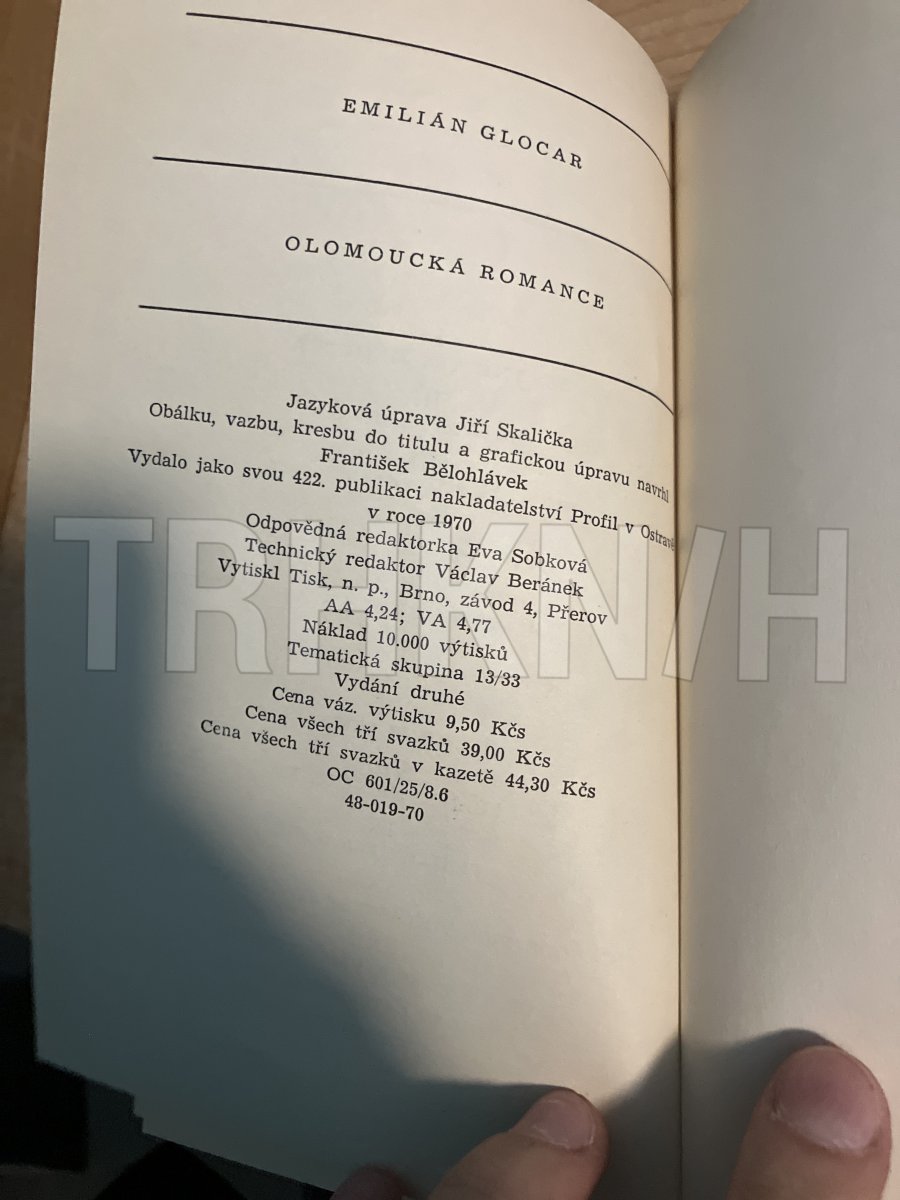 EMILIÁN GLOCAR
OLOMOUCKÁ ROMANCE
Jazyková úprava Jiří Skalička
Obálku, vazbu, kresbu do titulu a grafickou úpravu navrhl
František Bělohlávek
Vydalo jako svou 422. publikaci nakladatelství Profil v Ostravě
v roce 1970
Odpovědná redaktorka Eva Sobková
Technický redaktor Václav Beránek
Vytiskl Tisk, n. p., Brno, závod 4, Přerov
AA 4,24; VA 4,77
Náklad 10.000 výtisků
Tematická skupina 13/33
Vydání druhé
Cena váz. výtisku 9,50 Kčs
Cena všech tří svazků 39,00 Kčs
Cena všech tří svazků v kazetě 44,30 Kčs
OC 601/25/8.6
48-019-70
TRHKNIH